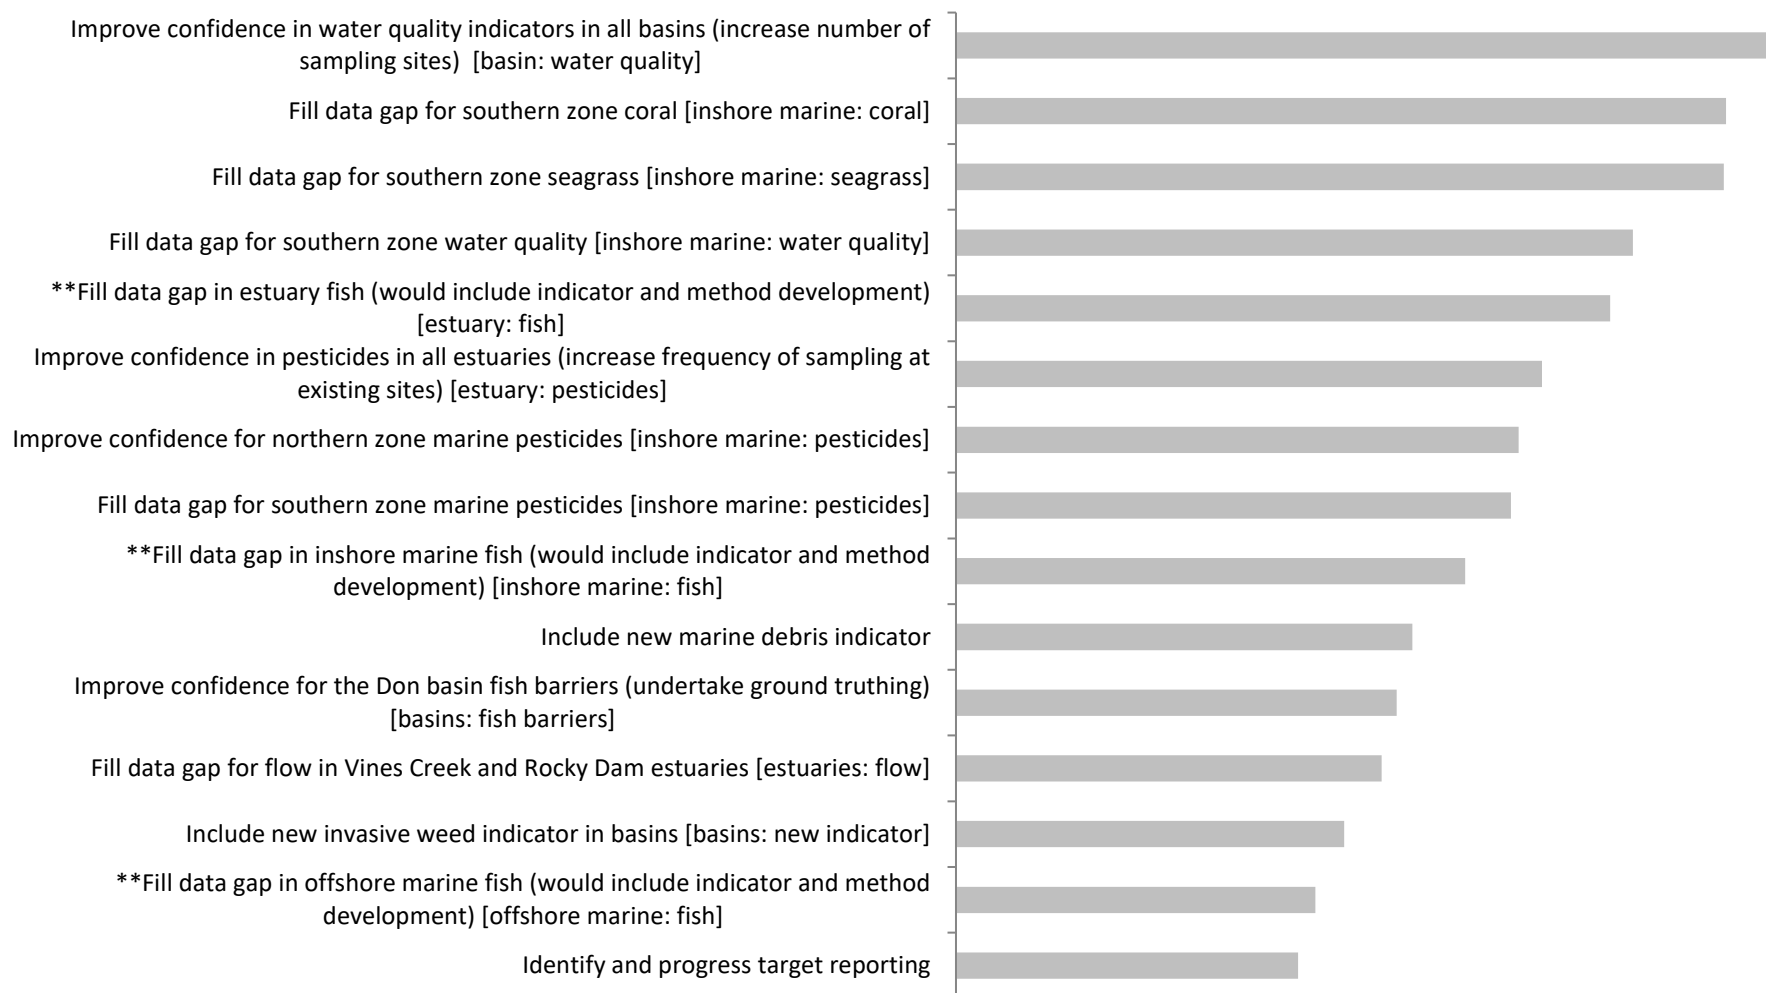 Improve confidence in water quality indicators in all basins (increase number of
sampling sites)  [basin: water quality]
Fill data gap for southern zone coral [inshore marine: coral]
Fill data gap for southern zone seagrass [inshore marine: seagrass]
Fill data gap for southern zone water quality [inshore marine: water quality]
**Fill data gap in estuary fish (would include indicator and method development)
[estuary: fish]
Improve confidence in pesticides in all estuaries (increase frequency of sampling at
existing sites) [estuary: pesticides]
Improve confidence for northern zone marine pesticides [inshore marine: pesticides]
Fill data gap for southern zone marine pesticides [inshore marine: pesticides]
**Fill data gap in inshore marine fish (would include indicator and method
development) [inshore marine: fish]
Include new marine debris indicator
Improve confidence for the Don basin fish barriers (undertake ground truthing)
[basins: fish barriers]
Fill data gap for flow in Vines Creek and Rocky Dam estuaries [estuaries: flow]
Include new invasive weed indicator in basins [basins: new indicator]
**Fill data gap in offshore marine fish (would include indicator and method
development) [offshore marine: fish]
Identify and progress target reporting